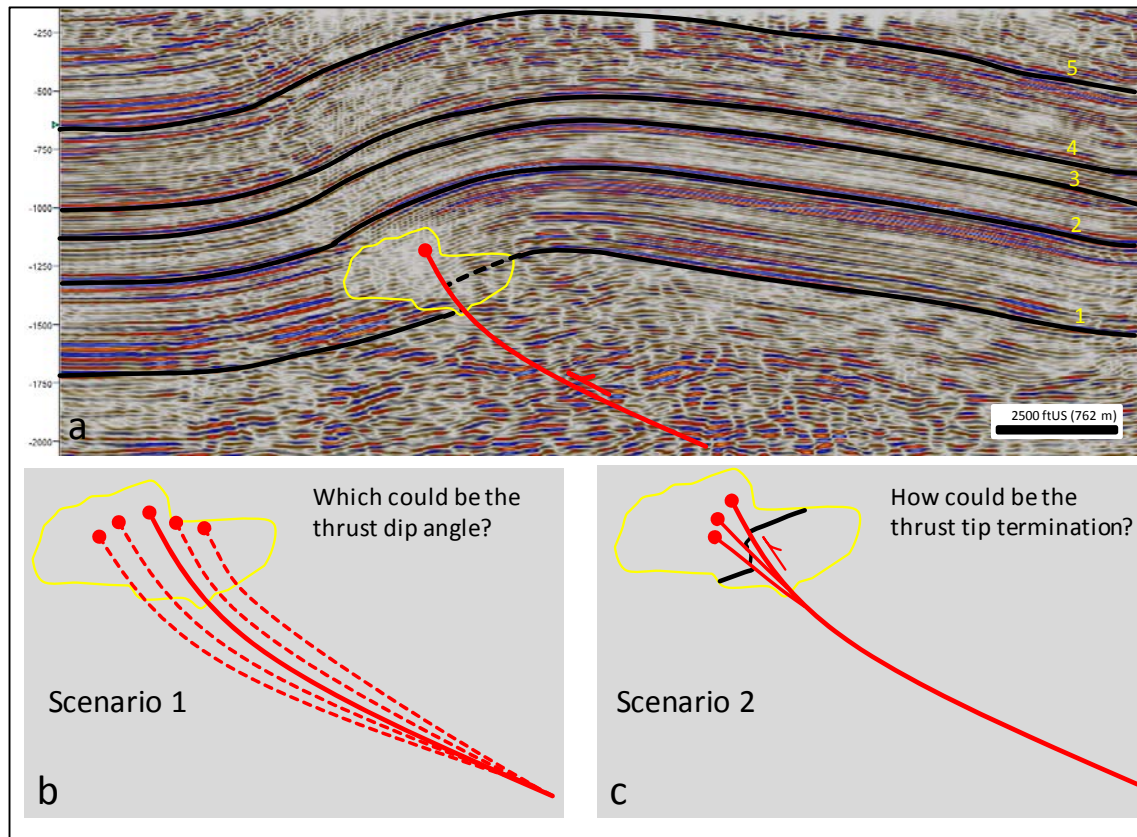 -250
-500
-750
-1000
-1250
-1500
-1750
-2000
5
4
3
2
1
a
2500 ftUS (762 m)
Which could be the
thrust dip angle?
Scenario 1
b
How could be the
thrust tip termination?
Scenario 2
c